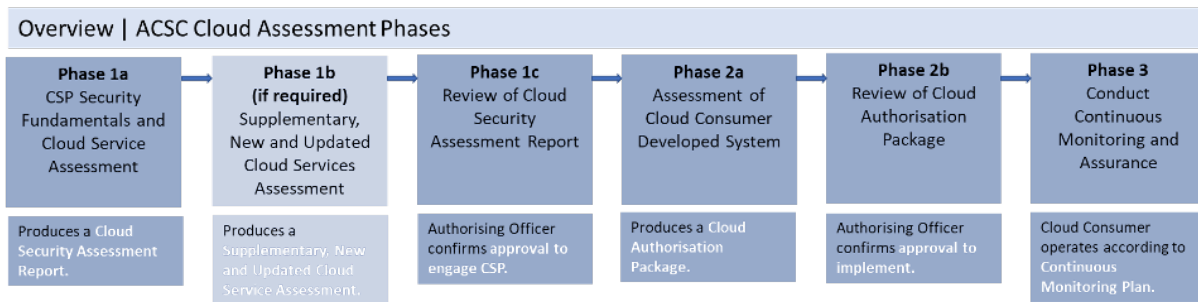 Overview | ACSC Cloud Assessment Phases
Phase 1a
CSP Security
Fundamentals and
Cloud Service
Assessment
Phase 1b
(if required)
Supplementary,
New and Updated
Cloud Services
Assessment
Phase 1c
Review of Cloud
Security
Assessment Report
Phase 2a
Assessment of
Cloud Consumer
Developed System
Phase 2b
Review of Cloud
Authorisation
Package
Phase 3
Conduct
Continuous
Monitoring and
Assurance
Produces a Cloud
Security Assessment
Report.
Produces a
Supplementary, New
and Updated Cloud
Service Assessment.
Authorising Officer
confirms approval to
engage CSP.
Produces a Cloud
Authorisation
Package.
Authorising Officer
confirms approval to
implement.
Cloud Consumer
operates according to
Continuous
Monitoring Plan.